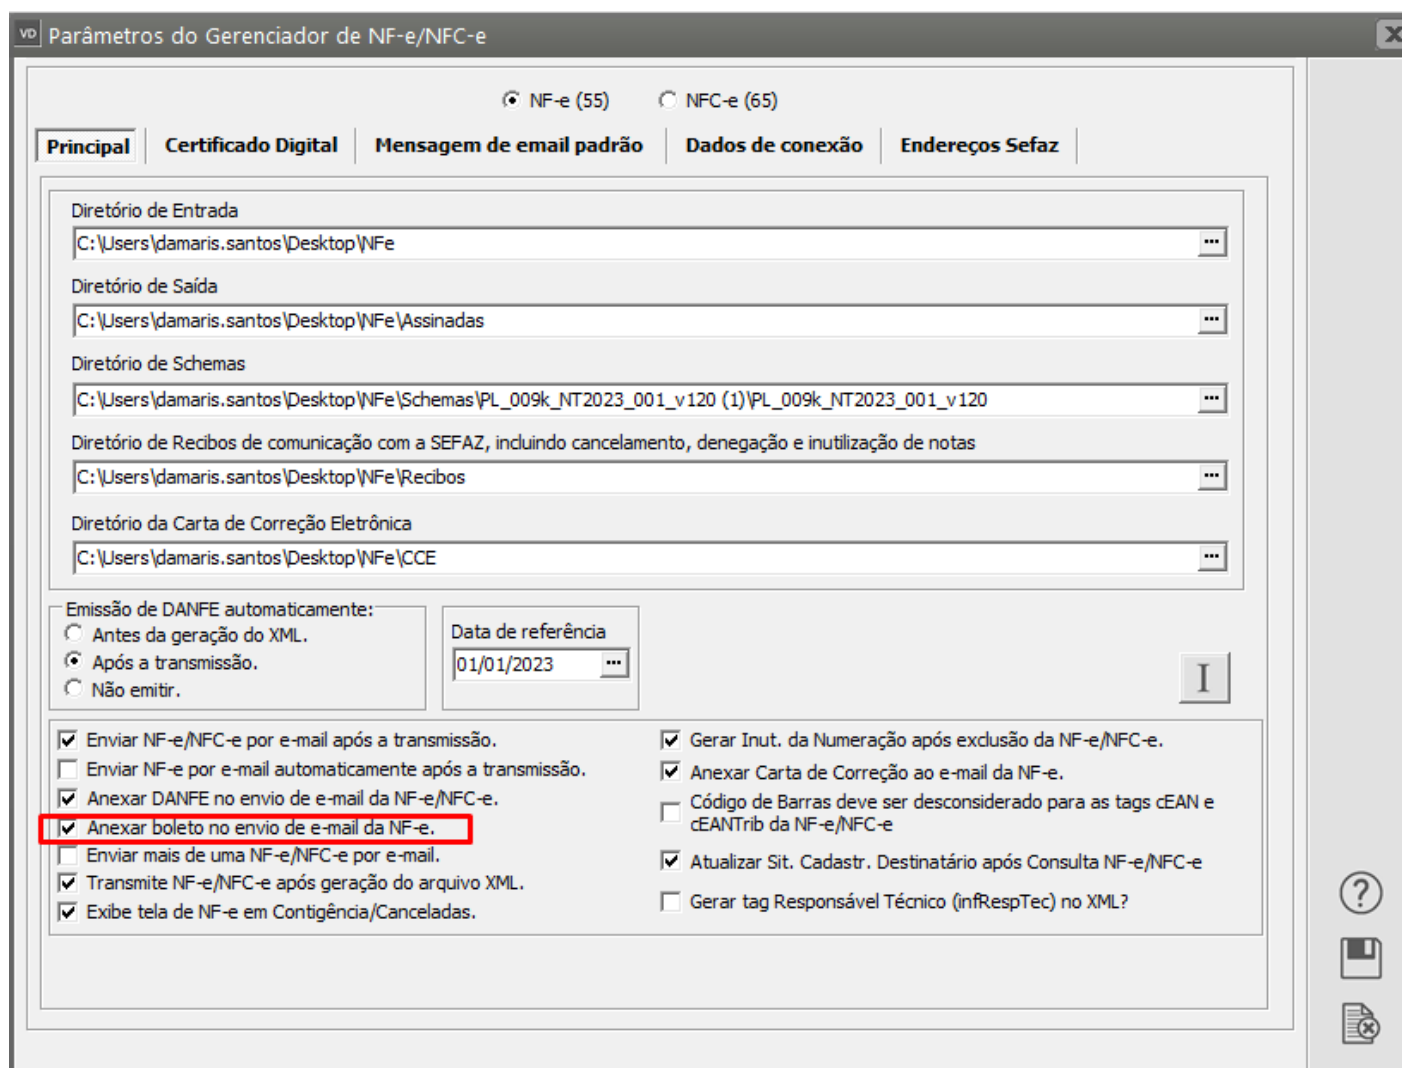 VD Parâmetros do Gerenciador de NF-e/NFC-e
NF-e (55) NFC-e (65)
Principal Certificado Digital Mensagem de email padrão Dados de conexão Endereços Sefaz
Diretório de Entrada
C:\Users\damaris.santos\Desktop\NFe
Diretório de Saída
C:\Users\damaris.santos\Desktop\NFe\Assinadas
Diretório de Schemas
C:\Users\damaris.santos\Desktop\NFe\Schemas\PL_009k_NT2023_001_v120 (1)\PL_009k_NT2023_001_v120
Diretório de Recibos de comunicação com a SEFAZ, incluindo cancelamento, denegação e inutilização de notas
C:\Users\damaris.santos\Desktop\NFe\Recibos
Diretório da Carta de Correção Eletrônica
C:\Users\damaris.santos\Desktop\NFe\CCE
Emissão de DANFE automaticamente:
Antes da geração do XML.
Após a transmissão.
Não emitir.
Data de referência
01/01/2023
I
Enviar NF-e/NFC-e por e-mail após a transmissão.
Enviar NF-e por e-mail automaticamente após a transmissão.
Anexar DANFE no envio de e-mail da NF-e/NFC-e.
Anexar boleto no envio de e-mail da NF-e.
Enviar mais de uma NF-e/NFC-e por e-mail.
Transmite NF-e/NFC-e após geração do arquivo XML.
Exibe tela de NF-e em Contigência/Canceladas.
Gerar Inut. da Numeração após exclusão da NF-e/NFC-e.
Anexar Carta de Correção ao e-mail da NF-e.
Código de Barras deve ser desconsiderado para as tags cEAN e
cEANTrib da NF-e/NFC-e
Atualizar Sit. Cadastr. Destinatário após Consulta NF-e/NFC-e
Gerar tag Responsável Técnico (infRespTec) no XML?